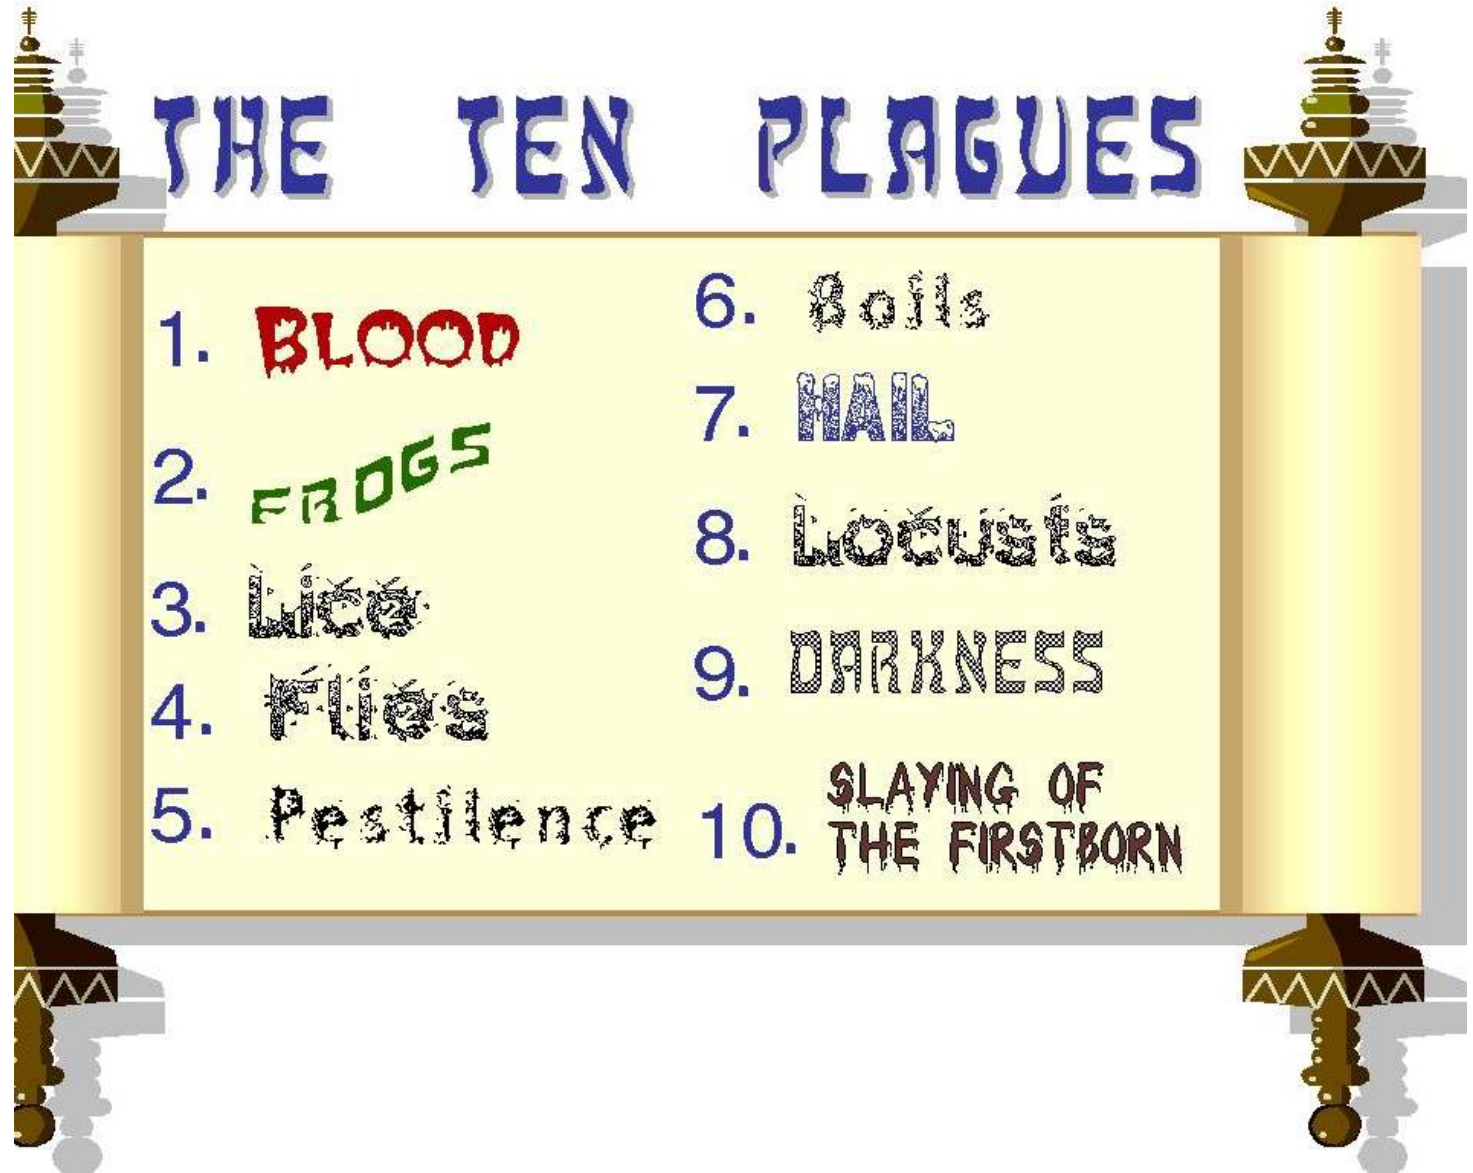 THE TEN PLAGUES
1. BLOOD
2. FROGS
3. Lice
4. Flies
5. Pestilence
6. Boils
7. HAIL
8. Locusts
9. DARKNESS
10. SLAYING OF
THE FIRSTBORN